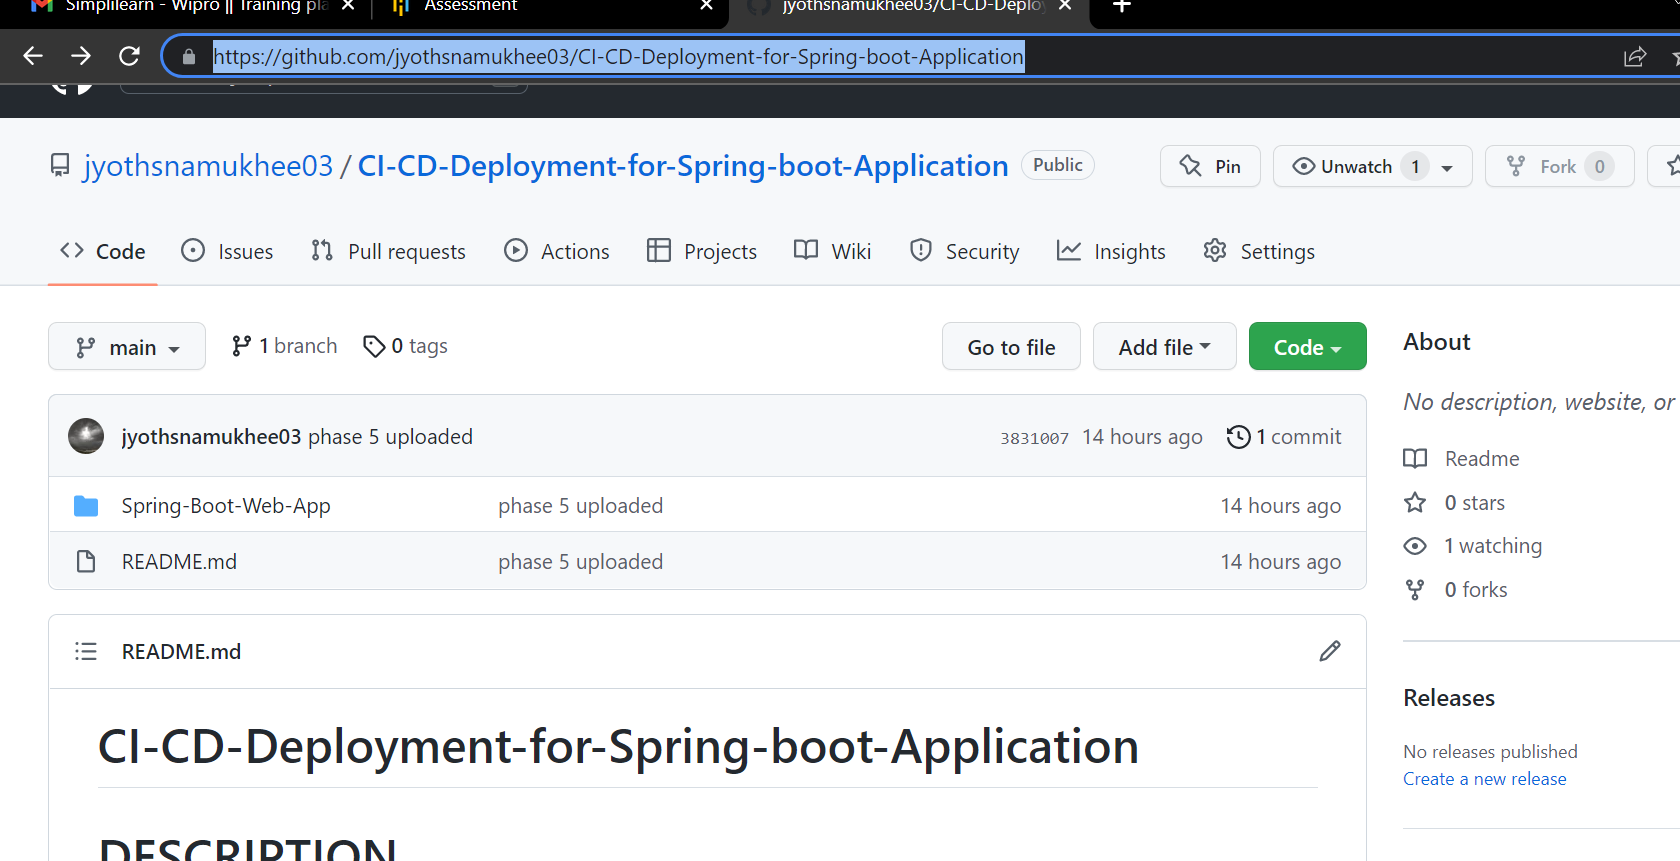 Simplilearn - Wipro || Training pla
Assessment
jyothsnamukhee03/CI-CD-Deploy
https://github.com/jyothsnamukhee03/CI-CD-Deployment-for-Spring-boot-Application
jyothsnamukhee03 / CI-CD-Deployment-for-Spring-boot-Application Public Pin Unwatch 1 Fork 0
Code Issues Pull requests Actions Projects Wiki Security Insights Settings
main 1 branch 0 tags Go to file Add file Code
jyothsnamukhee03 phase 5 uploaded 3831007 14 hours ago 1 commit
Spring-Boot-Web-App phase 5 uploaded 14 hours ago
README.md phase 5 uploaded 14 hours ago
README.md
CI-CD-Deployment-for-Spring-boot-Application
DESCRIPTION
About
No description, website, or
Readme
0 stars
1 watching
0 forks
Releases
No releases published
Create a new release